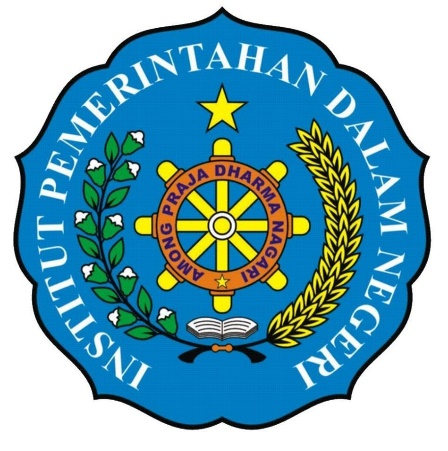 INSTITUT PEMERINTAHAN DALAM NEGERI
AMONG PRAJA DHARMA NAGARI